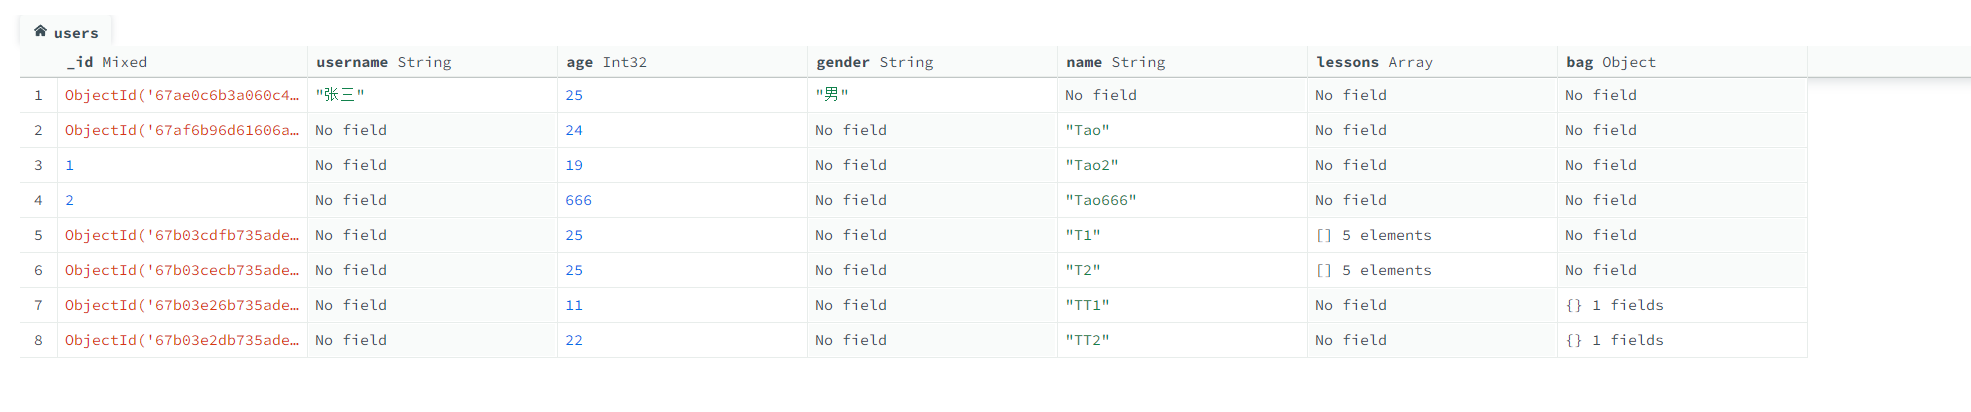 users
_id Mixed username String age Int32 gender String name String lessons Array bag Object
1 ObjectId('67ae0c6b3a060c4… "张三" 25 "男" No field No field No field
2 ObjectId('67af6b96d61606a… No field 24 No field "Tao" No field No field
3 1 No field 19 No field "Tao2" No field No field
4 2 No field 666 No field "Tao666" No field No field
5 ObjectId('67b03cdfb735ade… No field 25 No field "T1" [] 5 elements No field
6 ObjectId('67b03cecb735ade… No field 25 No field "T2" [] 5 elements No field
7 ObjectId('67b03e26b735ade… No field 11 No field "TT1" No field {} 1 fields
8 ObjectId('67b03e2db735ade… No field 22 No field "TT2" No field {} 1 fields